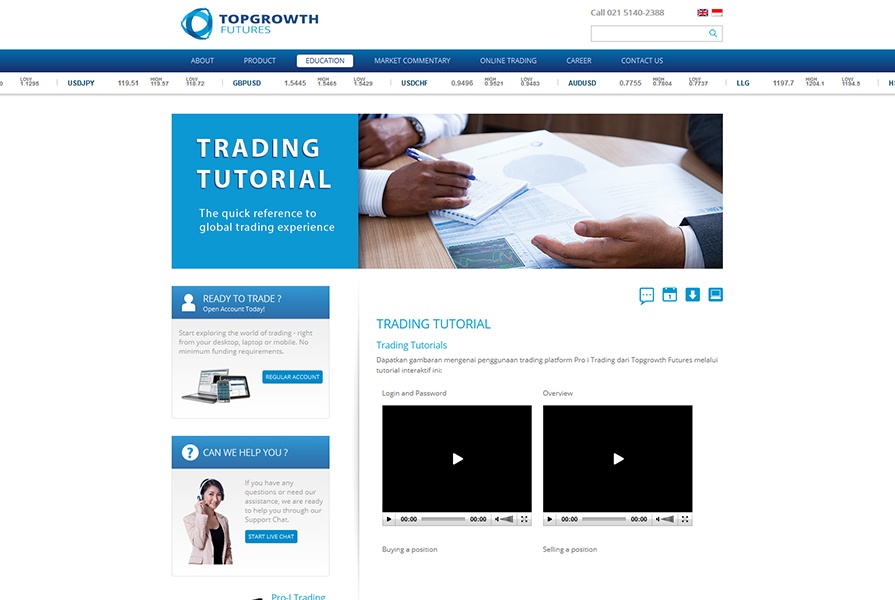 TOPGROWTH
FUTURES
Call 021 5140-2388
ABOUT PRODUCT EDUCATION MARKET COMMENTARY ONLINE TRADING CAREER CONTACT US
LOW 1.1295 USDJPY 119.51 HIGH 119.57 LOW 118.72 GBPUSD 1.5445 HIGH 1.5465 LOW 1.5429 USDCHF 0.9496 HIGH 0.9521 LOW 0.9483 AUDUSD 0.7755 HIGH 0.7804 LOW 0.7737 LLG 1197.7 HIGH 1204.1 LOW 1194.5
TRADING
TUTORIAL
The quick reference to
global trading experience
READY TO TRADE ?
Open Account Today!
Start exploring the world of trading - right
from your desktop, laptop or mobile. No
minimum funding requirements.
REGULAR ACCOUNT
CAN WE HELP YOU ?
If you have any
questions or need our
assistance, we are ready
to help you through our
Support Chat.
START LIVE CHAT
Pro-I Trading
1
TRADING TUTORIAL
Trading Tutorials
Dapatkan gambaran mengenai penggunaan trading platform Pro i Trading dari Topgrowth Futures melalui
tutorial interaktif ini:
Login and Password Overview
00:00 00:00 00:00 00:00
Buying a position Selling a position